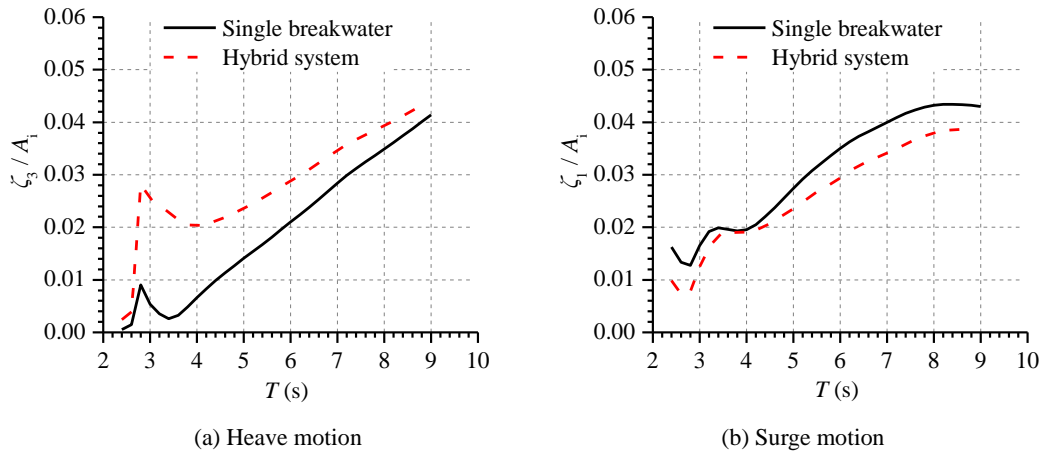 0.06
0.05
0.04
0.03
0.02
0.01
0.00
ζ₃ / Aᵢ
Single breakwater
Hybrid system
2 3 4 5 6 7 8 9 10
T (s)
(a) Heave motion
0.06
0.05
0.04
0.03
0.02
0.01
0.00
ζ₁ / Aᵢ
Single breakwater
Hybrid system
2 3 4 5 6 7 8 9 10
T (s)
(b) Surge motion